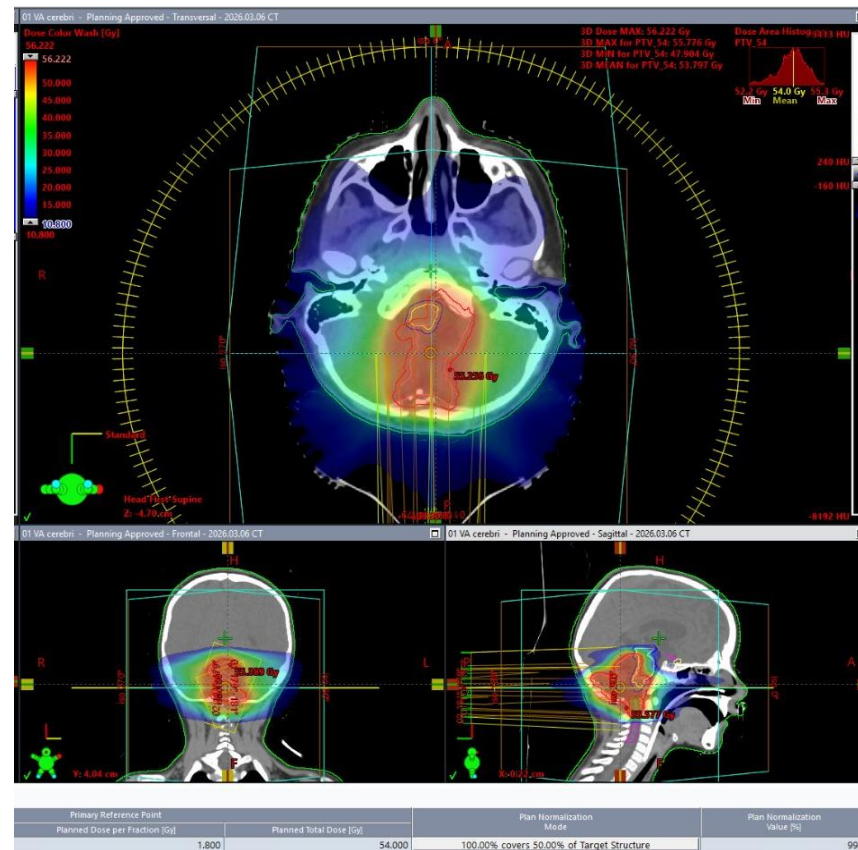 01 VA cerebri - Planning Approved - Transversal - 2026.03.06 CT
Dose Color Wash [Gy]
56.222
56.222
50.000
45.000
40.000
35.000
30.000
25.000
20.000
15.000
10.800
10.800
3D Dose MAX: 56.222 Gy
3D MAX for PTV_54: 55.776 Gy
3D MIN for PTV_54: 47.904 Gy
3D MEAN for PTV_54: 53.797 Gy
Dose Area Histog
PTV_54
52.2 Gy 54.0 Gy 55.3 Gy
Min Mean Max
240 HU
-160 HU
R
55.256 Gy
Standard
Head First-Supine
Z: -4.70 cm
-8192 HU
01 VA cerebri - Planning Approved - Frontal - 2026.03.06 CT
H
R
L
F
Y: 4.04 cm
01 VA cerebri - Planning Approved - Sagittal - 2026.03.06 CT
H
A
F
X: -0.22 cm
Primary Reference Point
Planned Dose per Fraction [Gy]
Planned Total Dose [Gy]
Plan Normalization
Mode
Plan Normalization
Value [%]
1.800
54.000
100.00% covers 50.00% of Target Structure
99